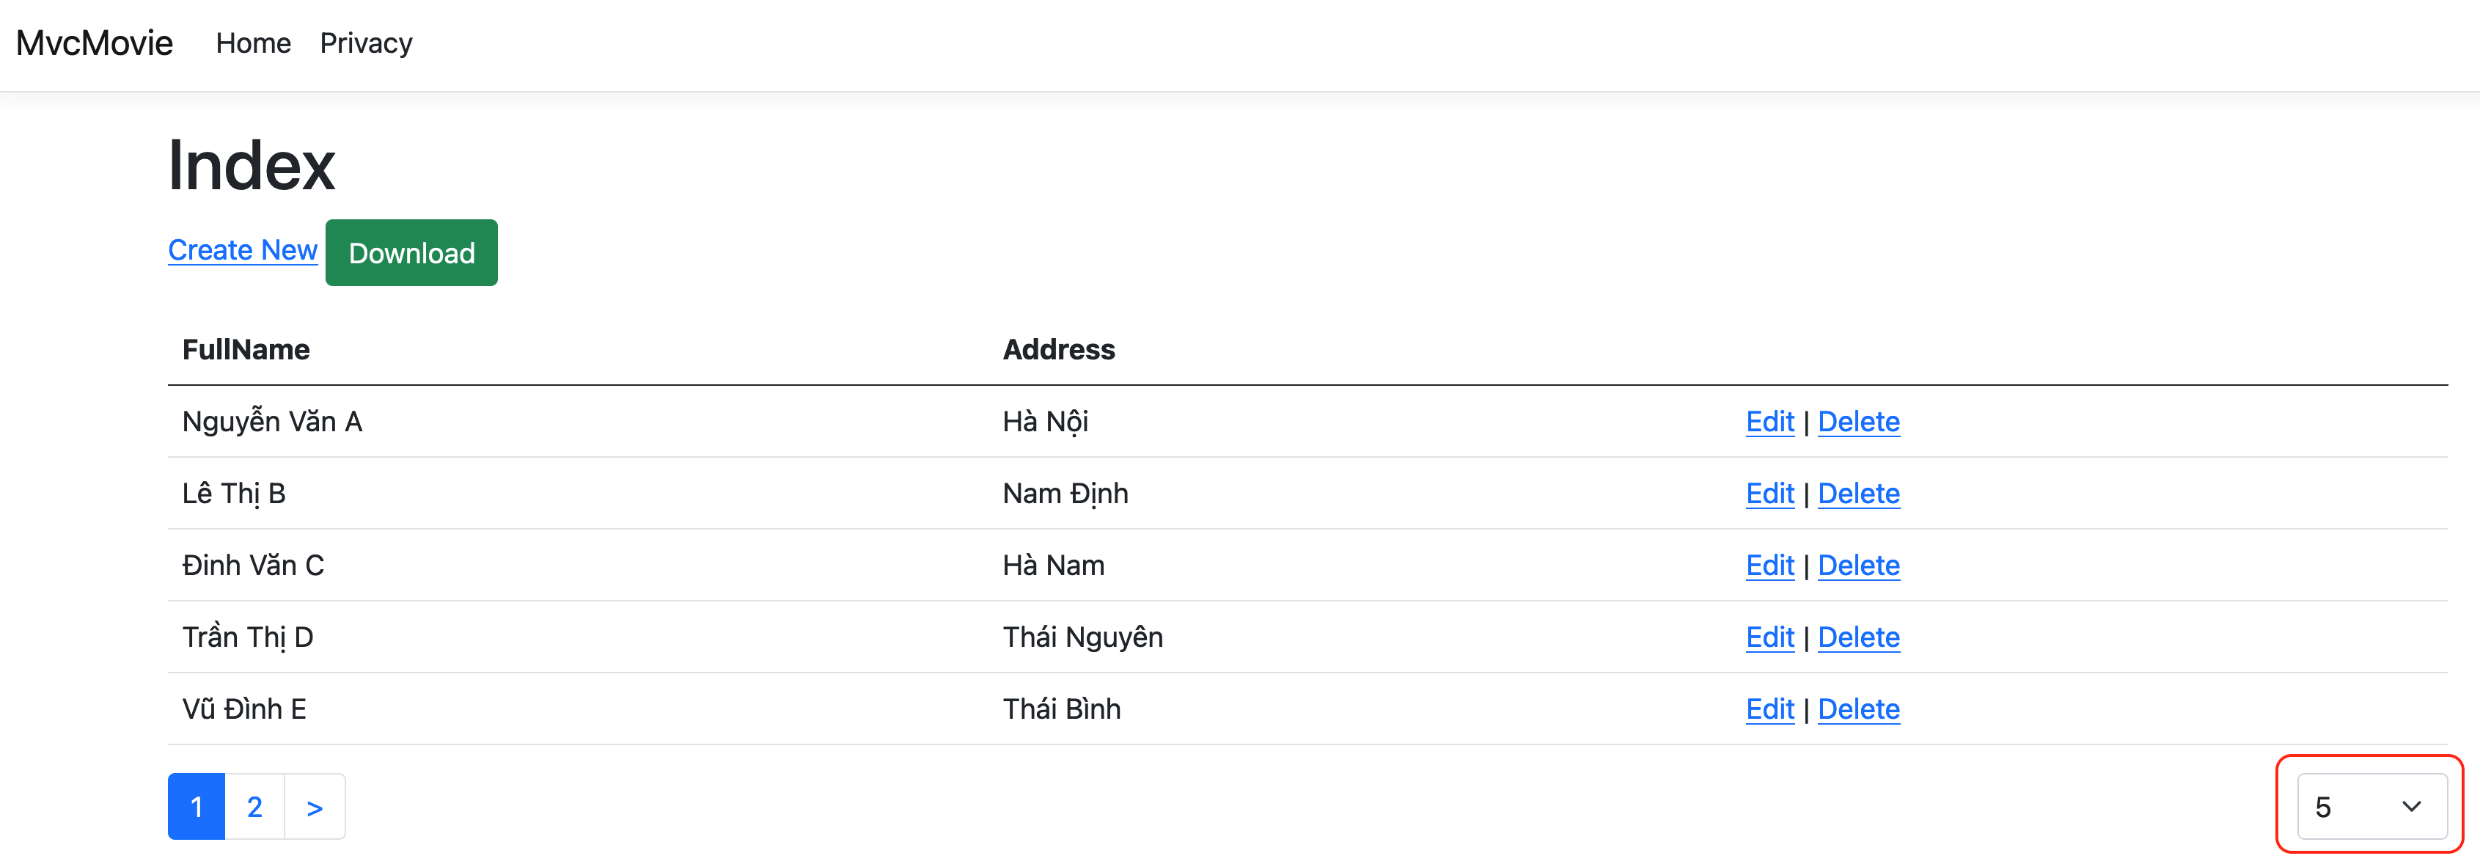 MvcMovie Home Privacy
Index
Create New Download
FullName Address
Nguyễn Văn A Hà Nội Edit | Delete
Lê Thị B Nam Định Edit | Delete
Đinh Văn C Hà Nam Edit | Delete
Trần Thị D Thái Nguyên Edit | Delete
Vũ Đình E Thái Bình Edit | Delete
1 2 > 5